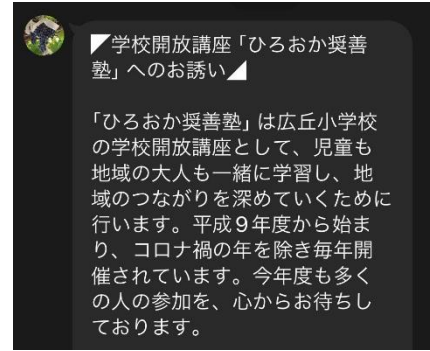 ◤学校開放講座「ひろおか奨善
塾」へのお誘い◢
「ひろおか奨善塾」は広丘小学校
の学校開放講座として、児童も
地域の大人も一緒に学習し、地
域のつながりを深めていくために
行います。平成9年度から始ま
り、コロナ禍の年を除き毎年開
催されています。今年度も多く
の人の参加を、心からお待ちし
ております。